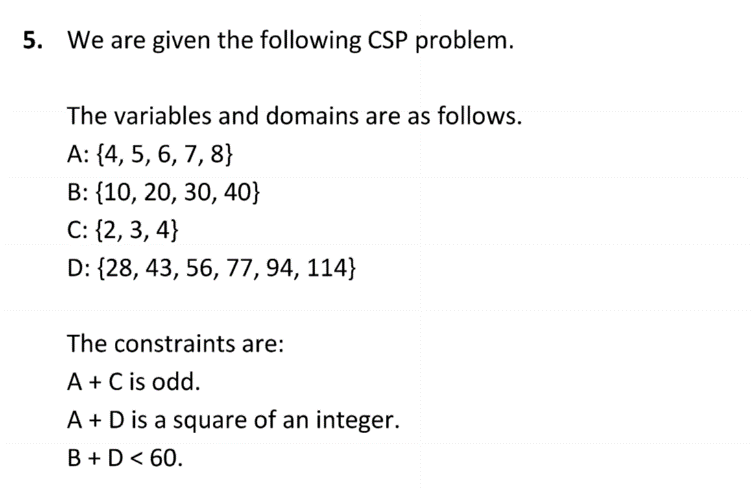 5. We are given the following CSP problem.
The variables and domains are as follows.
A: {4, 5, 6, 7, 8}
B: {10, 20, 30, 40}
C: {2, 3, 4}
D: {28, 43, 56, 77, 94, 114}
The constraints are:
A + C is odd.
A + D is a square of an integer.
B + D < 60.